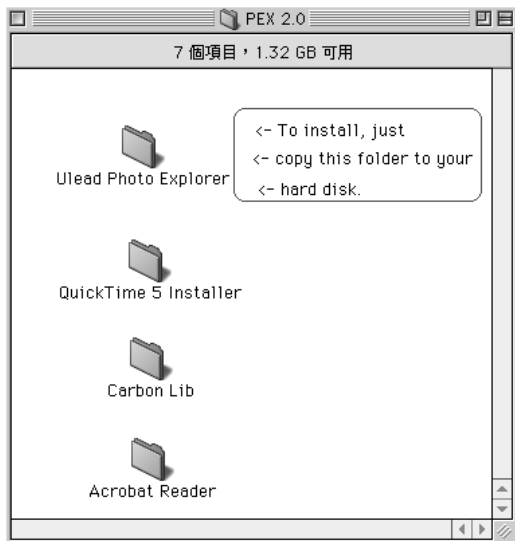 PEX 2.0
7 個項目，1.32 GB 可用
<- To install, just
<- copy this folder to your
<- hard disk.
Ulead Photo Explorer
QuickTime 5 Installer
Carbon Lib
Acrobat Reader